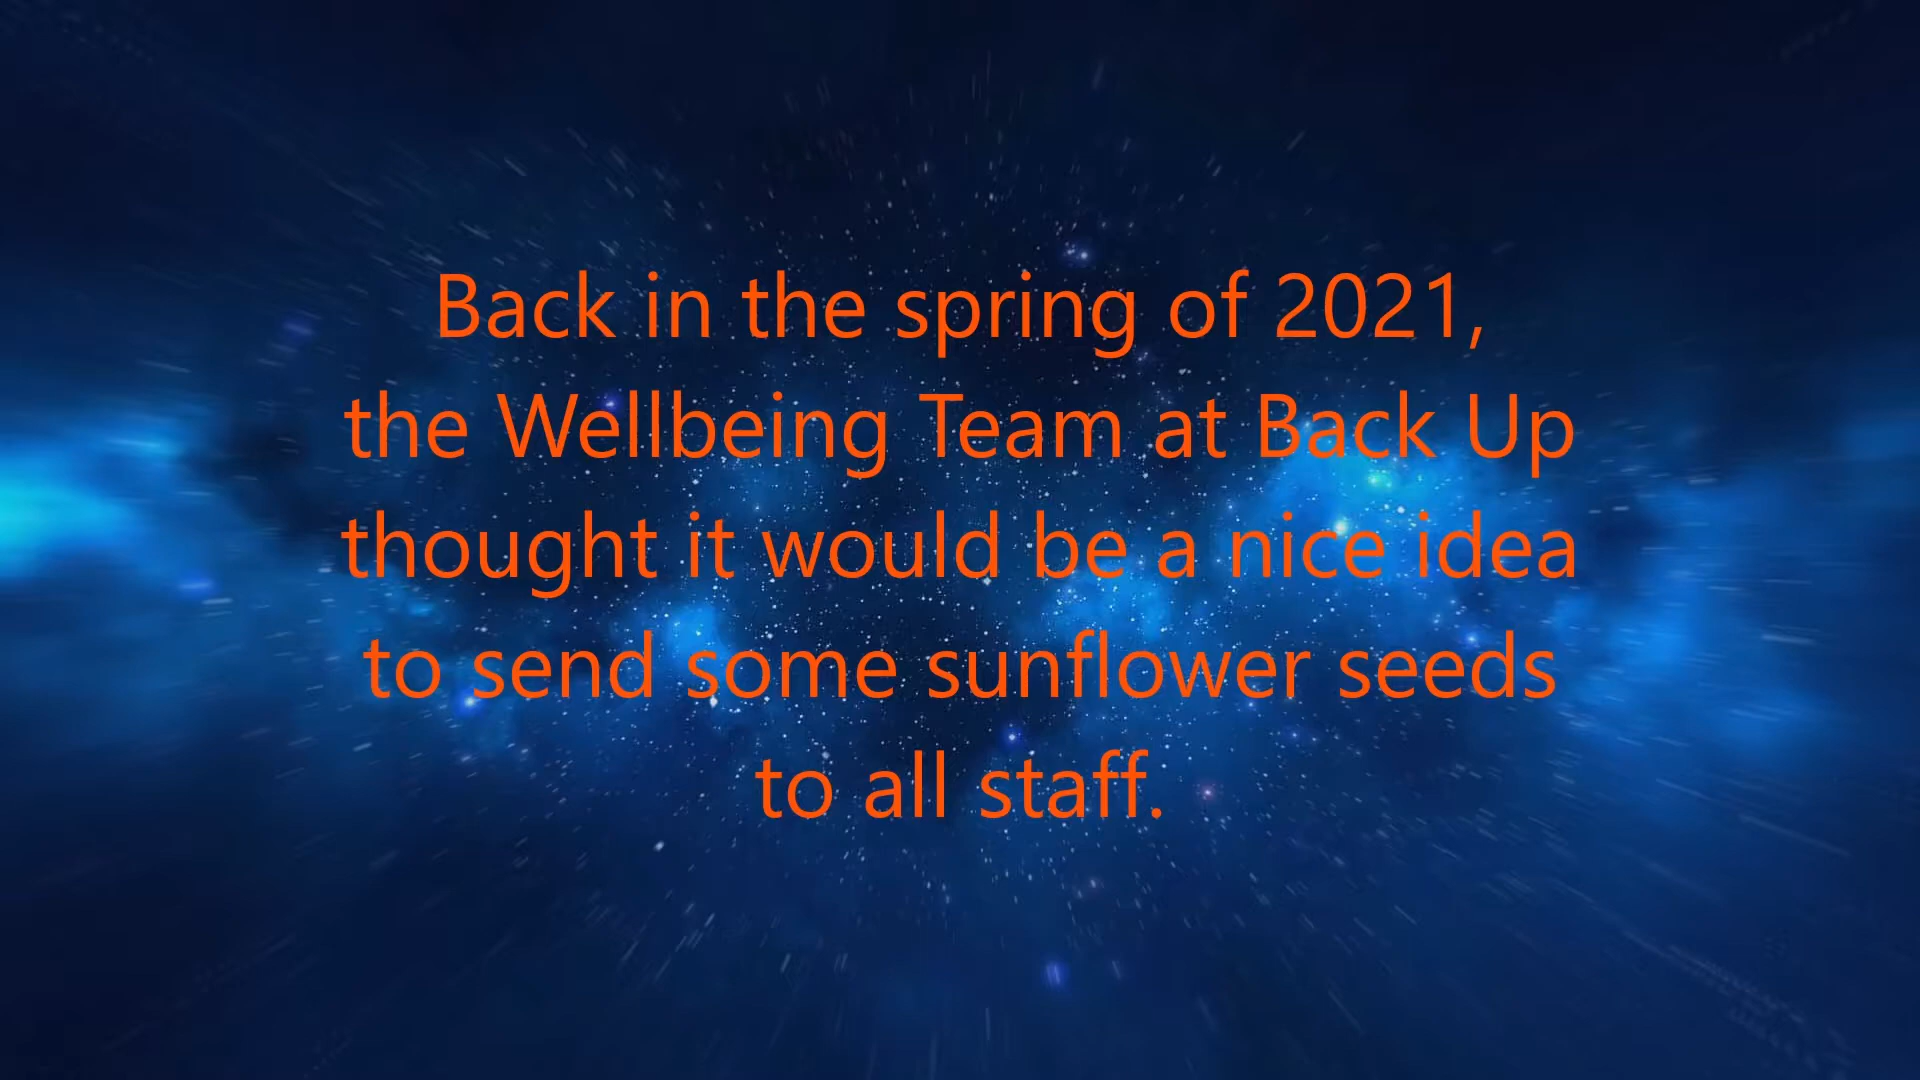 Back in the spring of 2021,
the Wellbeing Team at Back Up
thought it would be a nice idea
to send some sunflower seeds
to all staff.